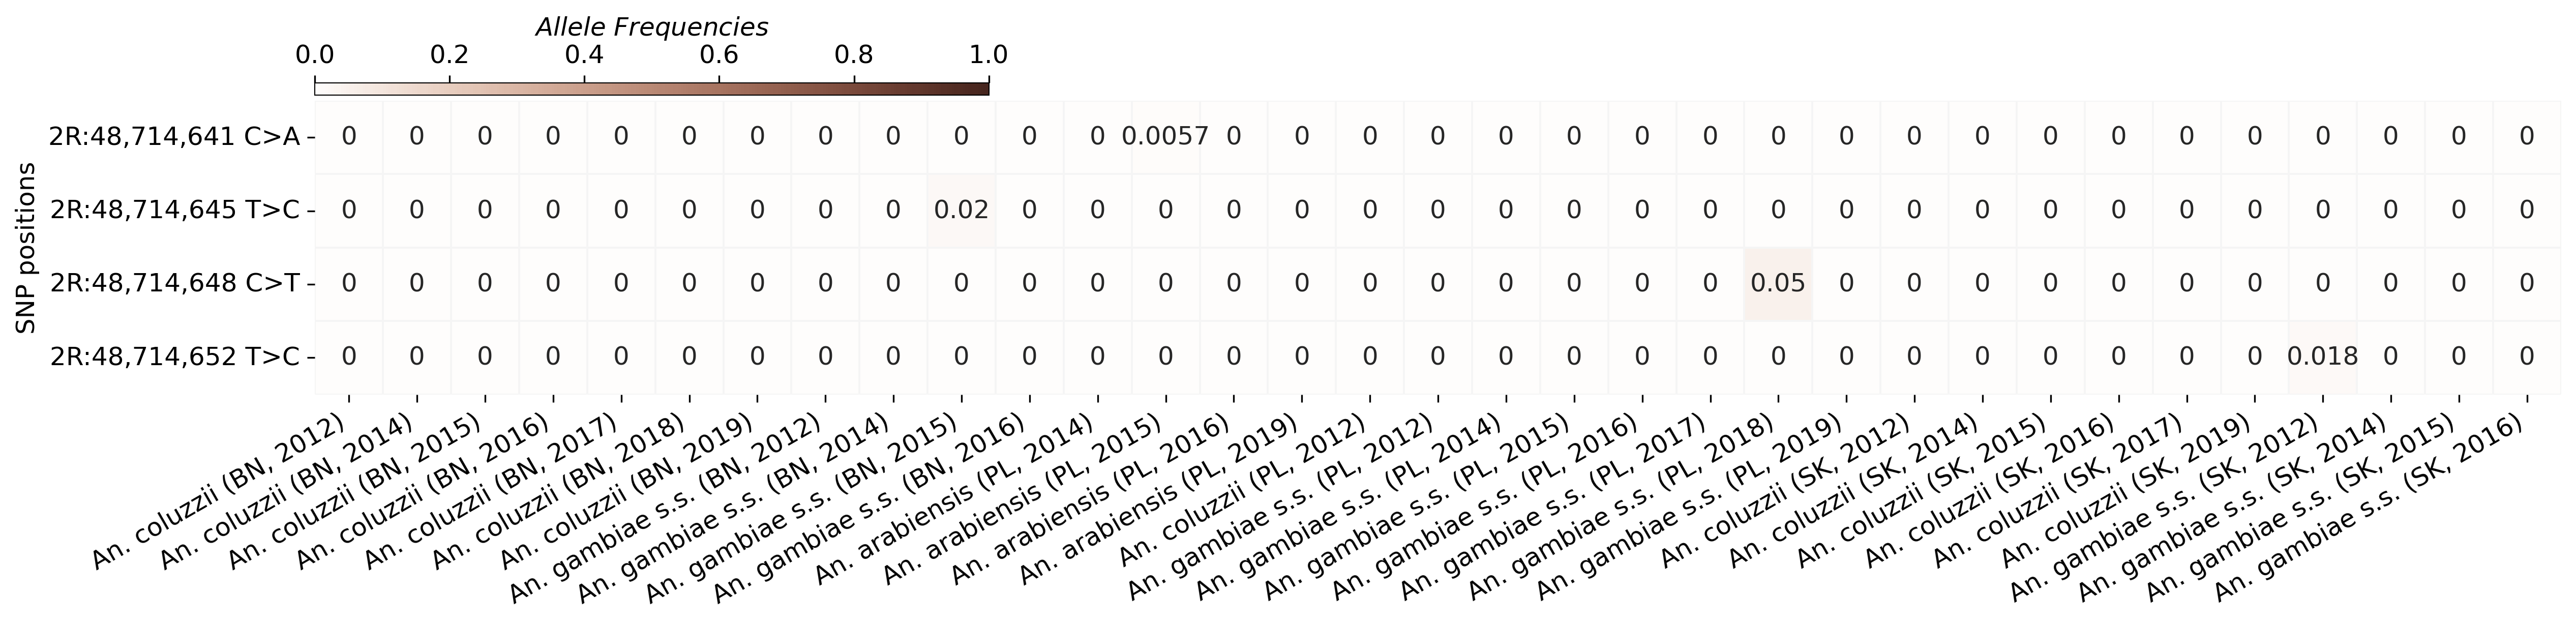 Allele Frequencies
0.0 0.2 0.4 0.6 0.8 1.0
SNP positions
2R:48,714,641 C>A 0 0 0 0 0 0 0 0 0 0 0 0 0.0057 0 0 0 0 0 0 0 0 0 0 0 0 0 0 0 0 0 0 0 0
2R:48,714,645 T>C 0 0 0 0 0 0 0 0 0 0.02 0 0 0 0 0 0 0 0 0 0 0 0 0 0 0 0 0 0 0 0 0 0 0
2R:48,714,648 C>T 0 0 0 0 0 0 0 0 0 0 0 0 0 0 0 0 0 0 0 0 0 0.05 0 0 0 0 0 0 0 0 0 0 0
2R:48,714,652 T>C 0 0 0 0 0 0 0 0 0 0 0 0 0 0 0 0 0 0 0 0 0 0 0 0 0 0 0 0 0 0.018 0 0 0
An. coluzzii (BN, 2012)
An. coluzzii (BN, 2014)
An. coluzzii (BN, 2015)
An. coluzzii (BN, 2016)
An. coluzzii (BN, 2017)
An. coluzzii (BN, 2018)
An. coluzzii (BN, 2019)
An. gambiae s.s. (BN, 2012)
An. gambiae s.s. (BN, 2014)
An. gambiae s.s. (BN, 2015)
An. gambiae s.s. (BN, 2016)
An. arabiensis (PL, 2014)
An. arabiensis (PL, 2015)
An. arabiensis (PL, 2016)
An. arabiensis (PL, 2019)
An. coluzzii (PL, 2012)
An. gambiae s.s. (PL, 2012)
An. gambiae s.s. (PL, 2014)
An. gambiae s.s. (PL, 2015)
An. gambiae s.s. (PL, 2016)
An. gambiae s.s. (PL, 2017)
An. gambiae s.s. (PL, 2018)
An. gambiae s.s. (PL, 2019)
An. coluzzii (SK, 2012)
An. coluzzii (SK, 2014)
An. coluzzii (SK, 2015)
An. coluzzii (SK, 2016)
An. coluzzii (SK, 2017)
An. coluzzii (SK, 2019)
An. gambiae s.s. (SK, 2012)
An. gambiae s.s. (SK, 2014)
An. gambiae s.s. (SK, 2015)
An. gambiae s.s. (SK, 2016)